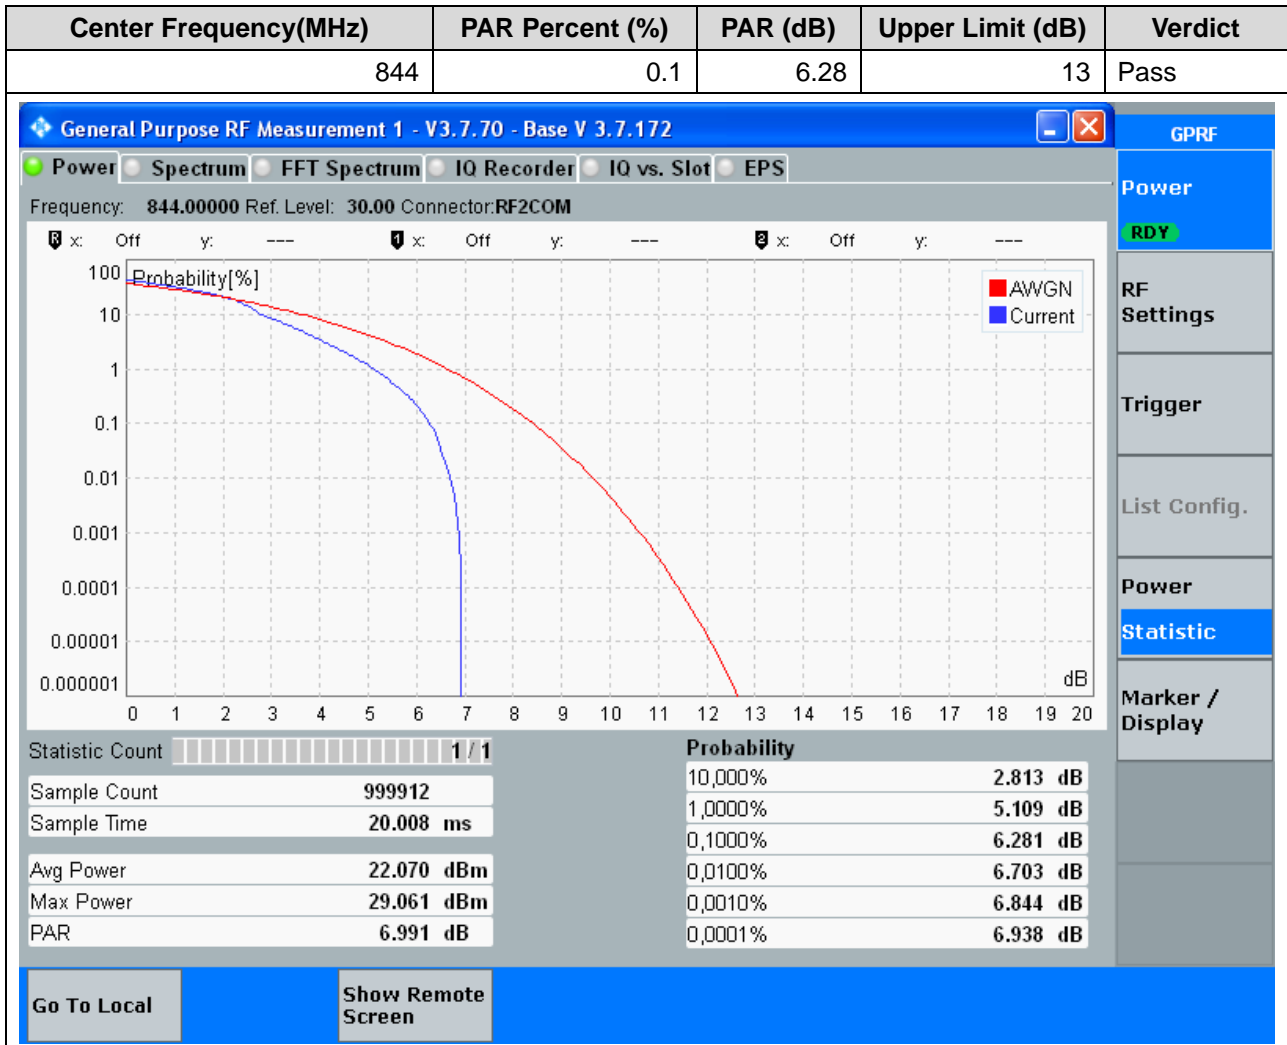 Center Frequency(MHz) PAR Percent (%) PAR (dB) Upper Limit (dB) Verdict
844 0.1 6.28 13 Pass
General Purpose RF Measurement 1 - V3.7.70 - Base V 3.7.172
GPRF
Power Spectrum FFT Spectrum IQ Recorder IQ vs. Slot EPS
Power
RDY
Frequency: 844.00000 Ref. Level: 30.00 Connector:RF2COM
R x: Off y: --- 1 x: Off y: --- 2 x: Off y: ---
Probability[%]
100
10
1
0.1
0.01
0.001
0.0001
0.00001
0.000001
AWGN
Current
dB
0 1 2 3 4 5 6 7 8 9 10 11 12 13 14 15 16 17 18 19 20
RF
Settings
Trigger
List Config.
Power
Statistic
Marker /
Display
Statistic Count 1 / 1
Sample Count 999912
Sample Time 20.008 ms
Avg Power 22.070 dBm
Max Power 29.061 dBm
PAR 6.991 dB
Probability
10,000% 2.813 dB
1,0000% 5.109 dB
0,1000% 6.281 dB
0,0100% 6.703 dB
0,0010% 6.844 dB
0,0001% 6.938 dB
Go To Local
Show Remote
Screen